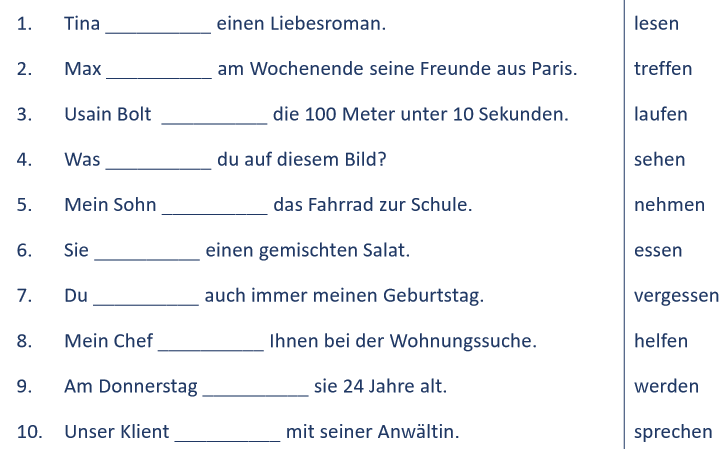 1. Tina __________ einen Liebesroman. lesen
2. Max __________ am Wochenende seine Freunde aus Paris. treffen
3. Usain Bolt __________ die 100 Meter unter 10 Sekunden. laufen
4. Was __________ du auf diesem Bild? sehen
5. Mein Sohn __________ das Fahrrad zur Schule. nehmen
6. Sie __________ einen gemischten Salat. essen
7. Du __________ auch immer meinen Geburtstag. vergessen
8. Mein Chef __________ Ihnen bei der Wohnungssuche. helfen
9. Am Donnerstag __________ sie 24 Jahre alt. werden
10. Unser Klient __________ mit seiner Anwältin. sprechen